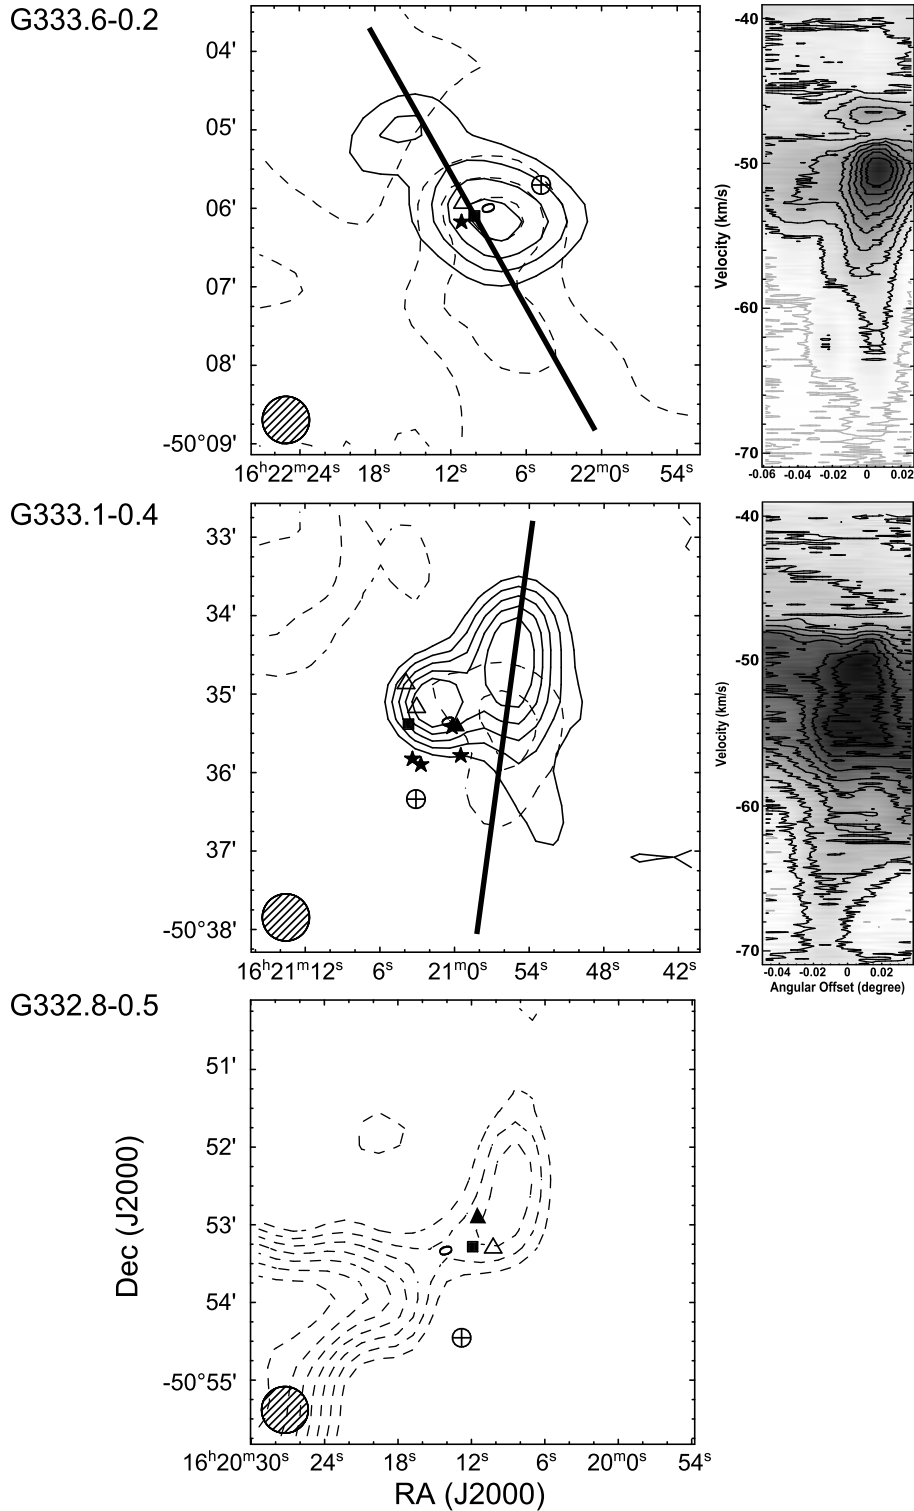 G333.6-0.2
04'
05'
06'
07'
08'
-50°09'
16ʰ22ᵐ24ˢ 18ˢ 12ˢ 6ˢ 22ᵐ0ˢ 54ˢ
Velocity (km/s)
-40
-50
-60
-70
-0.06 -0.04 -0.02 0 0.02
G333.1-0.4
33'
34'
35'
36'
37'
-50°38'
16ʰ21ᵐ12ˢ 6ˢ 21ᵐ0ˢ 54ˢ 48ˢ 42ˢ
Velocity (km/s)
-40
-50
-60
-70
-0.04 -0.02 0 0.02
Angular Offset (degree)
G332.8-0.5
Dec (J2000)
51'
52'
53'
54'
-50°55'
16ʰ20ᵐ30ˢ 24ˢ 18ˢ 12ˢ 6ˢ 20ᵐ0ˢ 54ˢ
RA (J2000)